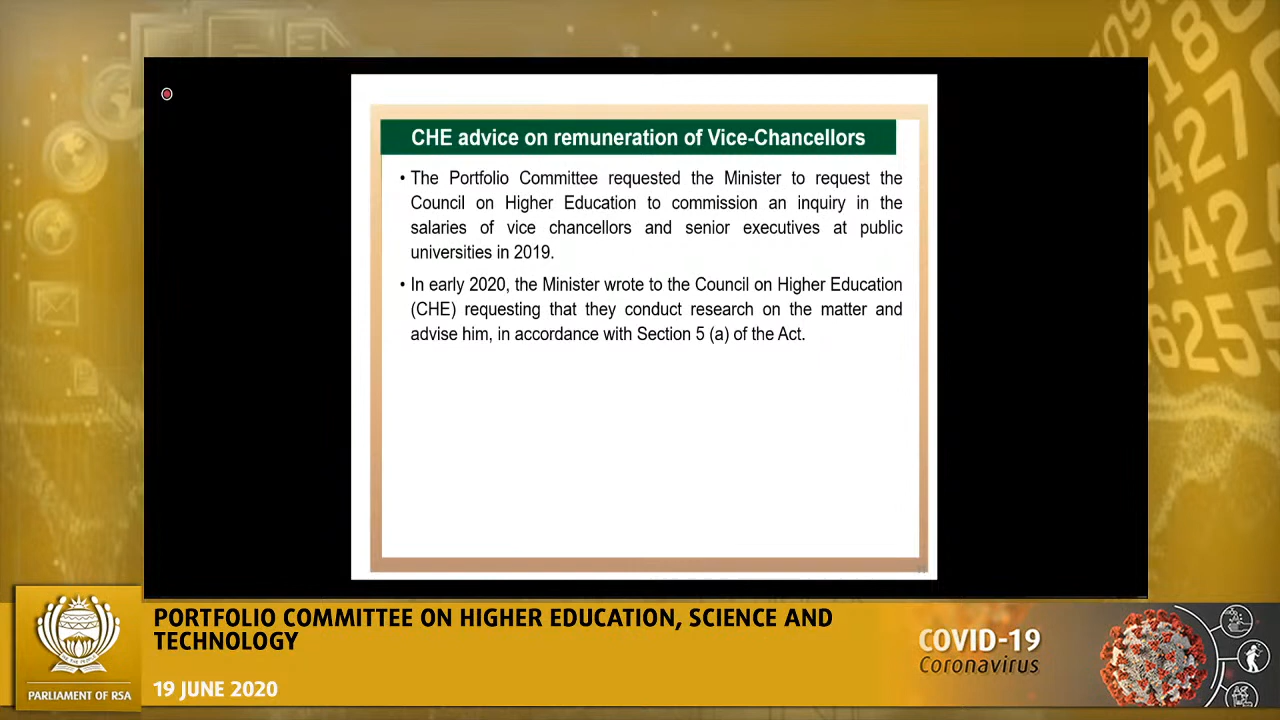 CHE advice on remuneration of Vice-Chancellors
• The Portfolio Committee requested the Minister to request the
Council on Higher Education to commission an inquiry in the
salaries of vice chancellors and senior executives at public
universities in 2019.
• In early 2020, the Minister wrote to the Council on Higher Education
(CHE) requesting that they conduct research on the matter and
advise him, in accordance with Section 5 (a) of the Act.
PORTFOLIO COMMITTEE ON HIGHER EDUCATION, SCIENCE AND
TECHNOLOGY
19 JUNE 2020
PARLIAMENT OF RSA
COVID-19
Coronavirus